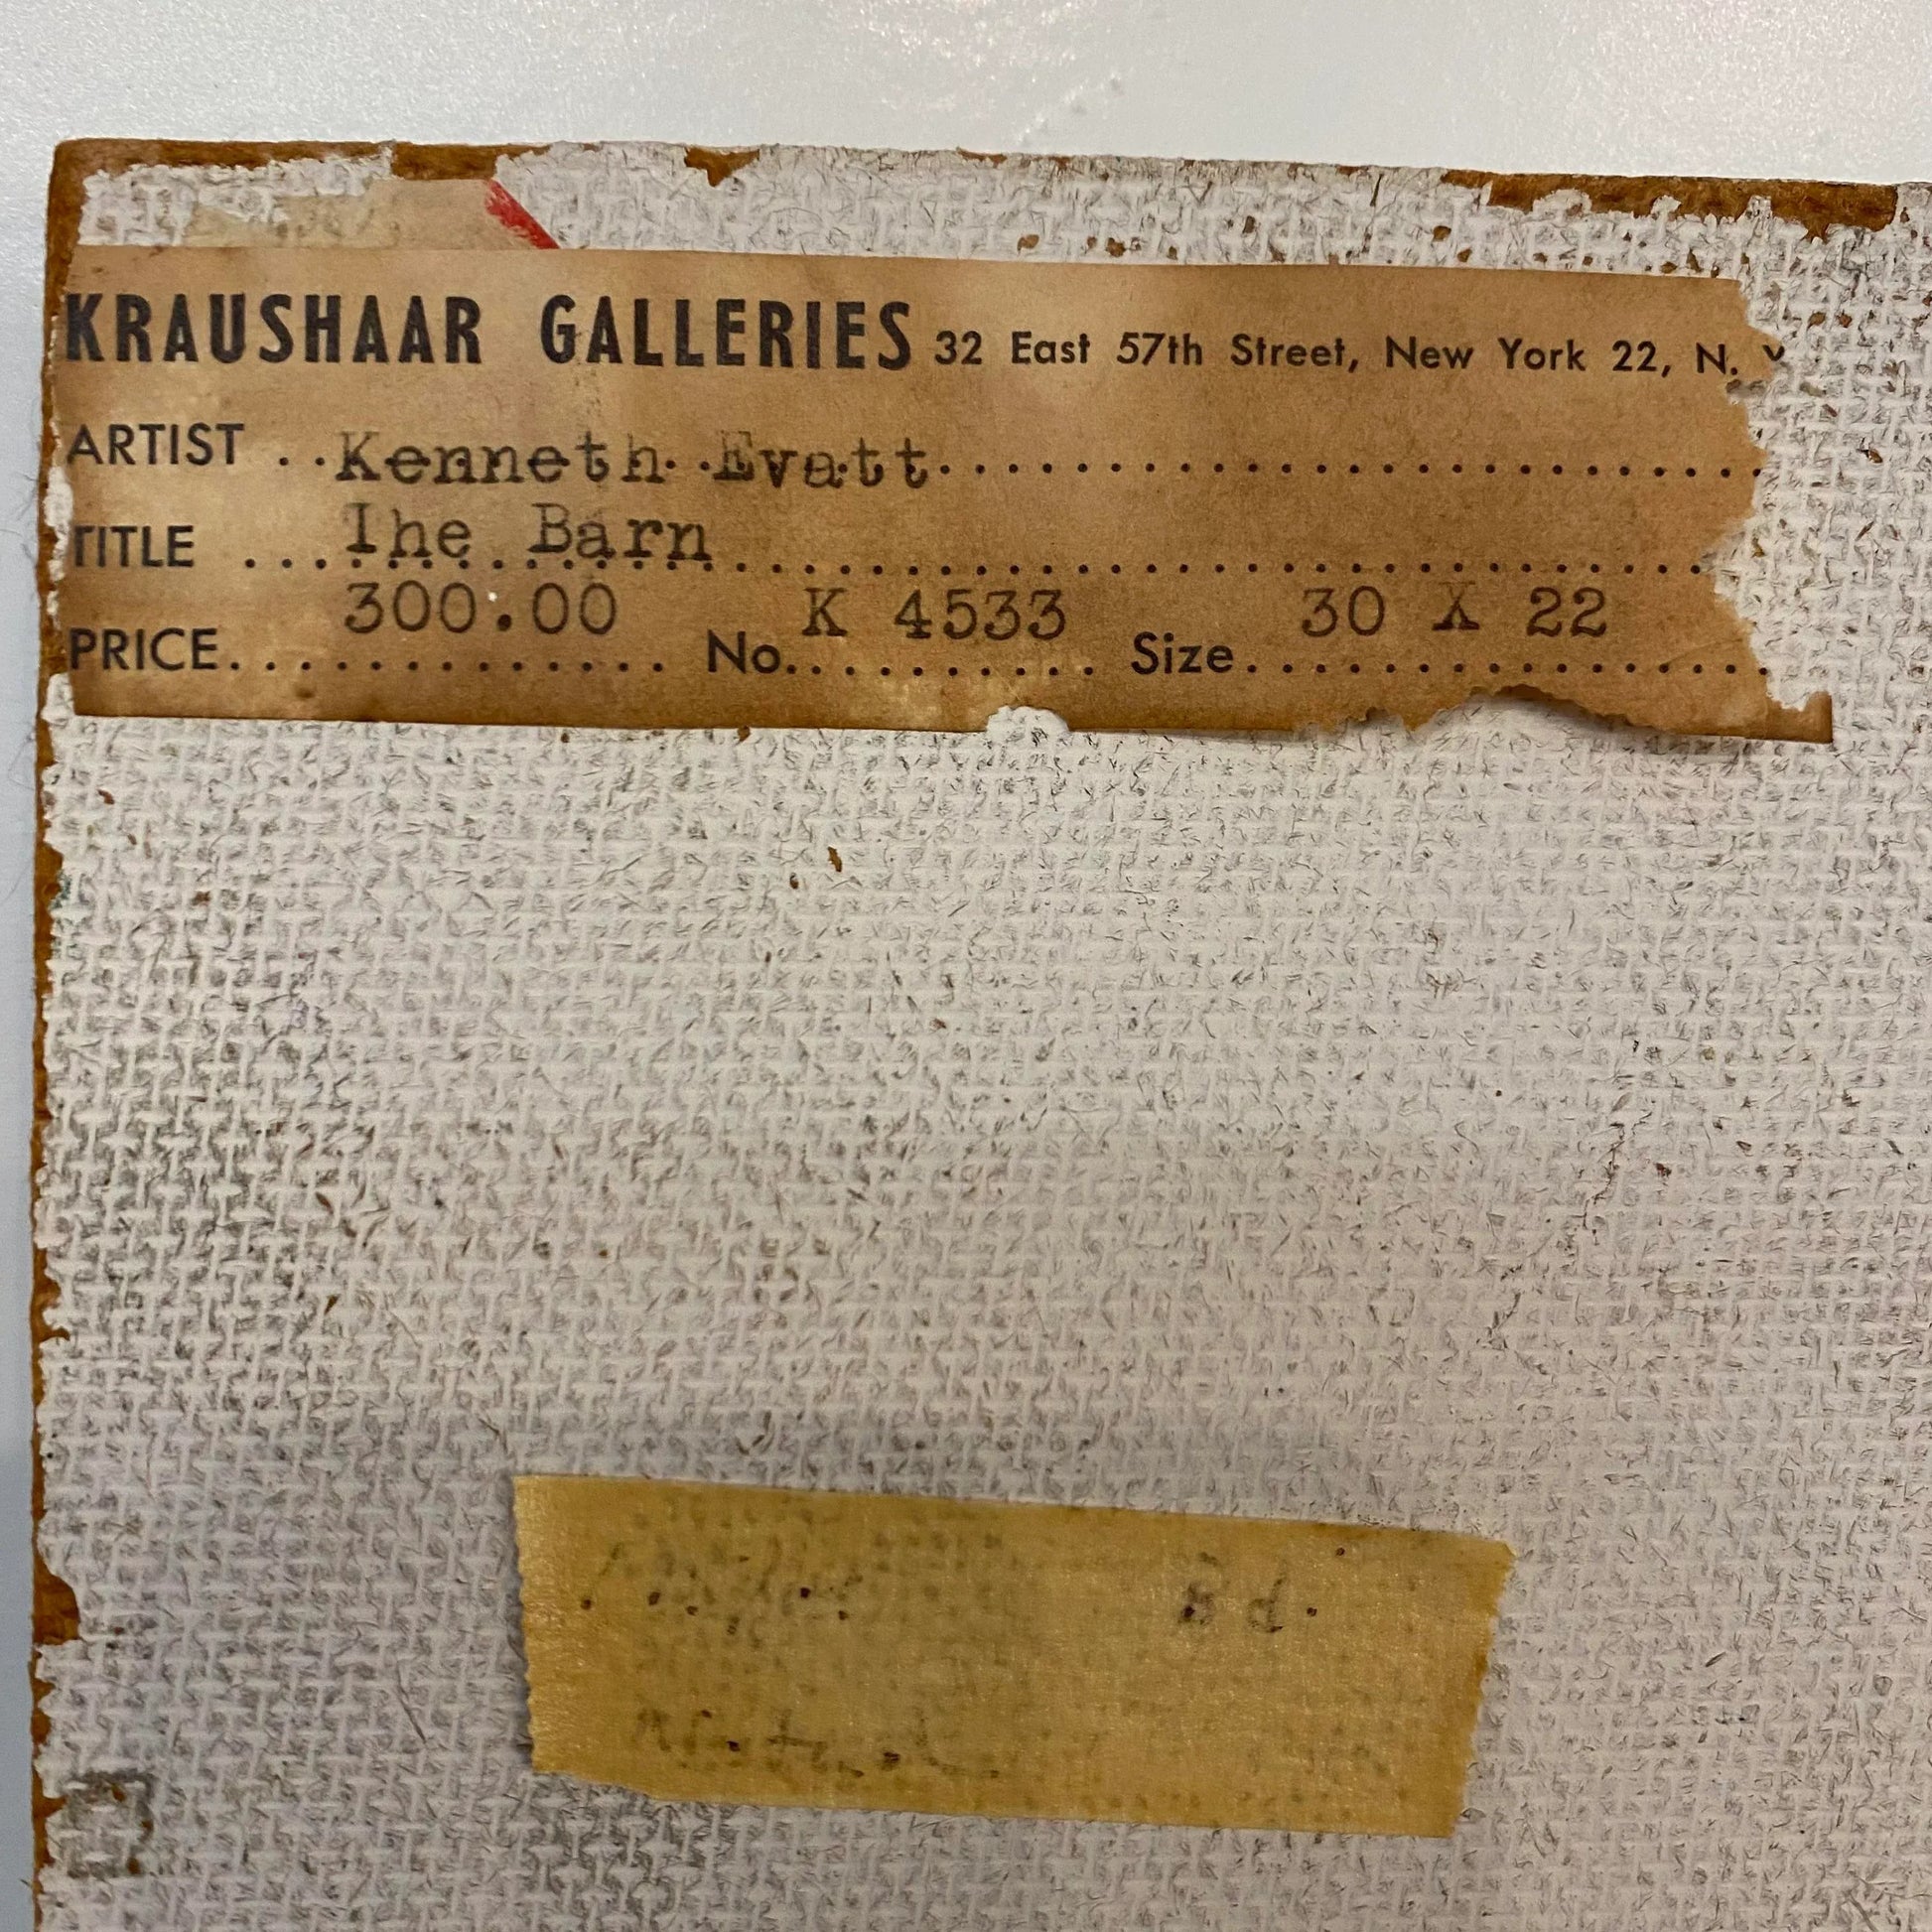 KRAUSHAAR GALLERIES 32 East 57th Street, New York 22, N. Y
ARTIST ..Kenneth Evatt..............................
TITLE ...The Barn..............................
300.00 K 4533 30 X 22
PRICE............... No........... Size...................